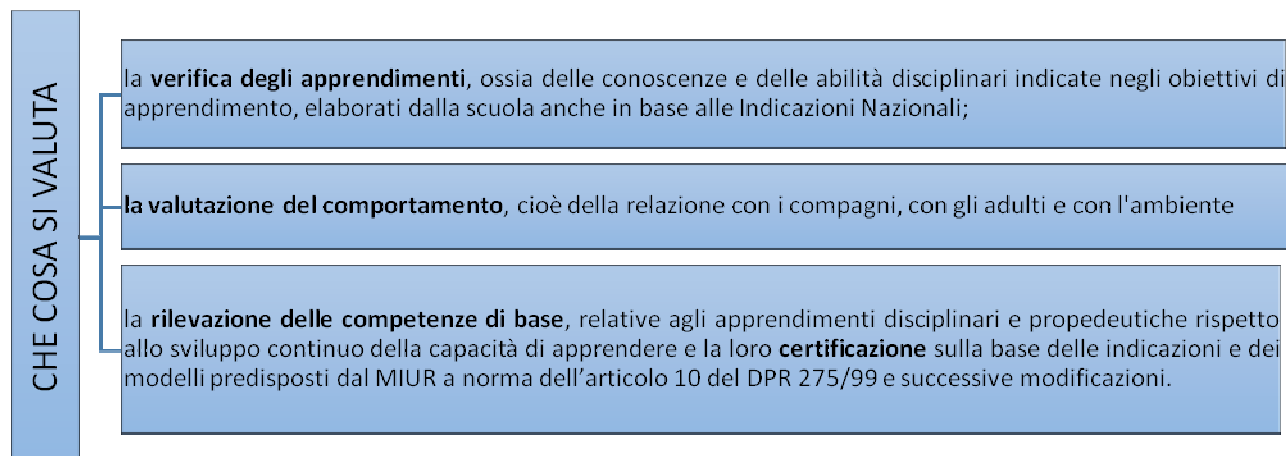 CHE COSA SI VALUTA
la verifica degli apprendimenti, ossia delle conoscenze e delle abilità disciplinari indicate negli obiettivi di
apprendimento, elaborati dalla scuola anche in base alle Indicazioni Nazionali;
la valutazione del comportamento, cioè della relazione con i compagni, con gli adulti e con l'ambiente
la rilevazione delle competenze di base, relative agli apprendimenti disciplinari e propedeutiche rispetto
allo sviluppo continuo della capacità di apprendere e la loro certificazione sulla base delle indicazioni e dei
modelli predisposti dal MIUR a norma dell’articolo 10 del DPR 275/99 e successive modificazioni.